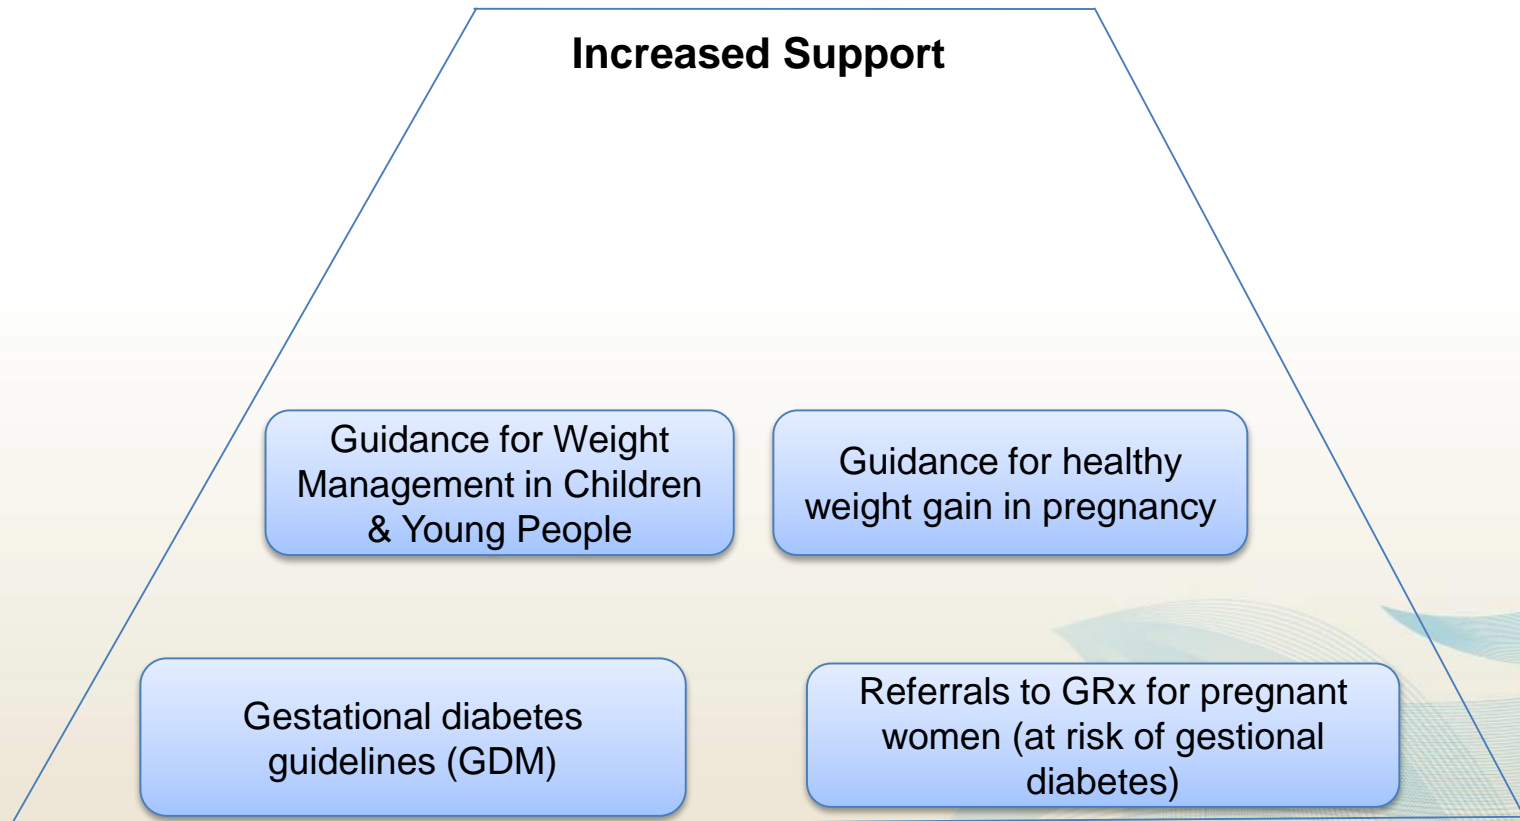 Increased Support
Guidance for Weight
Management in Children
& Young People
Guidance for healthy
weight gain in pregnancy
Gestational diabetes
guidelines (GDM)
Referrals to GRx for pregnant
women (at risk of gestional
diabetes)